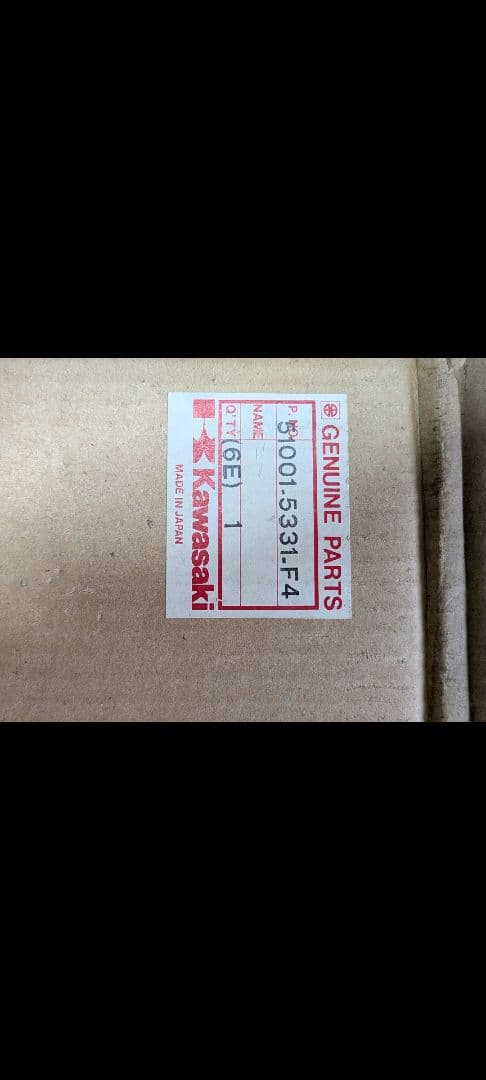 GENUINE PARTS
P. NO. 51001-5331-F4
NAME
Q'TY (6E) 1
Kawasaki
MADE IN JAPAN